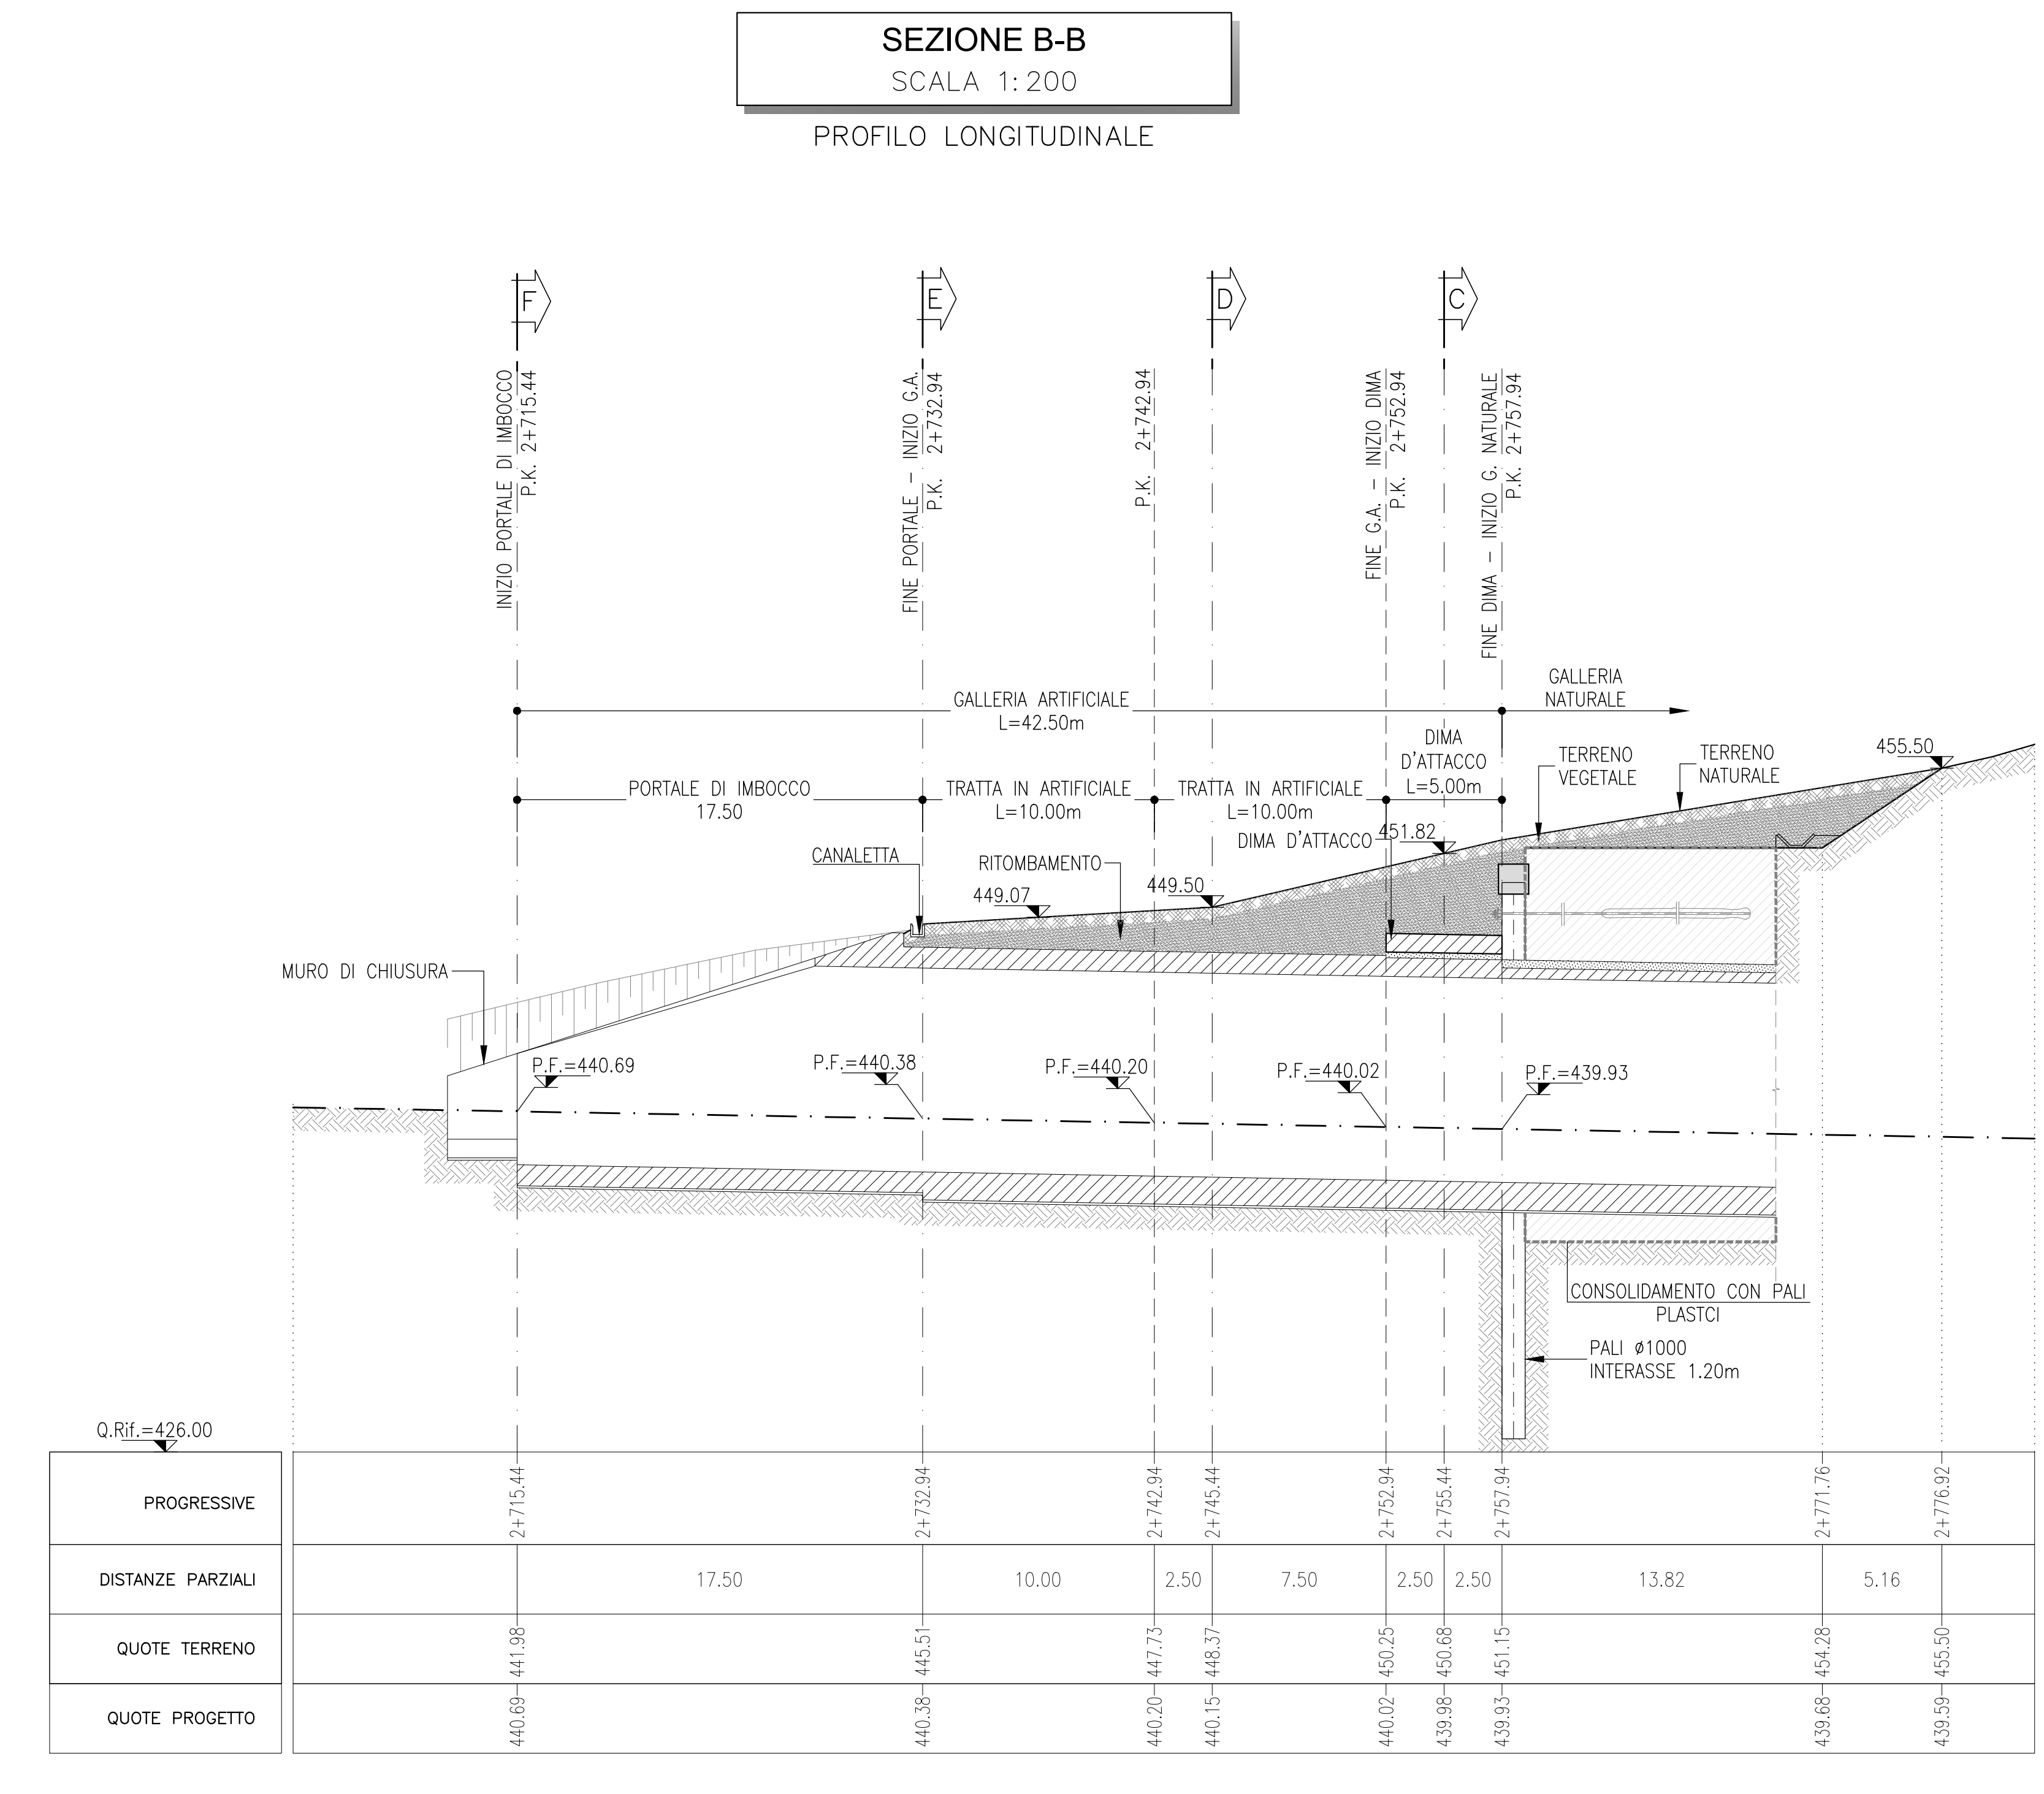 SEZIONE B-B
SCALA 1:200
PROFILO LONGITUDINALE
F
E
D
C
INIZIO PORTALE DI IMBOCCO
P.K. 2+715.44
FINE PORTALE - INIZIO G.A.
P.K. 2+732.94
P.K. 2+742.94
FINE G.A. - INIZIO DIMA
P.K. 2+752.94
FINE DIMA - INIZIO G. NATURALE
P.K. 2+757.94
GALLERIA ARTIFICIALE
L=42.50m
GALLERIA
NATURALE
PORTALE DI IMBOCCO
17.50
TRATTA IN ARTIFICIALE
L=10.00m
TRATTA IN ARTIFICIALE
L=10.00m
DIMA
D'ATTACCO
L=5.00m
TERRENO
VEGETALE
TERRENO
NATURALE
455.50
DIMA D'ATTACCO
451.82
CANALETTA
RITOMBAMENTO
449.07
449.50
MURO DI CHIUSURA
P.F.=440.69
P.F.=440.38
P.F.=440.20
P.F.=440.02
P.F.=439.93
CONSOLIDAMENTO CON PALI
PLASTCI
PALI ø1000
INTERASSE 1.20m
Q.Rif.=426.00
PROGRESSIVE
2+715.44
2+732.94
2+742.94
2+745.44
2+752.94
2+755.44
2+757.94
2+771.76
2+776.92
DISTANZE PARZIALI
17.50
10.00
2.50
7.50
2.50
2.50
13.82
5.16
QUOTE TERRENO
441.98
445.51
447.73
448.37
450.25
450.68
451.15
454.28
455.50
QUOTE PROGETTO
440.69
440.38
440.20
440.15
440.02
439.98
439.93
439.68
439.59